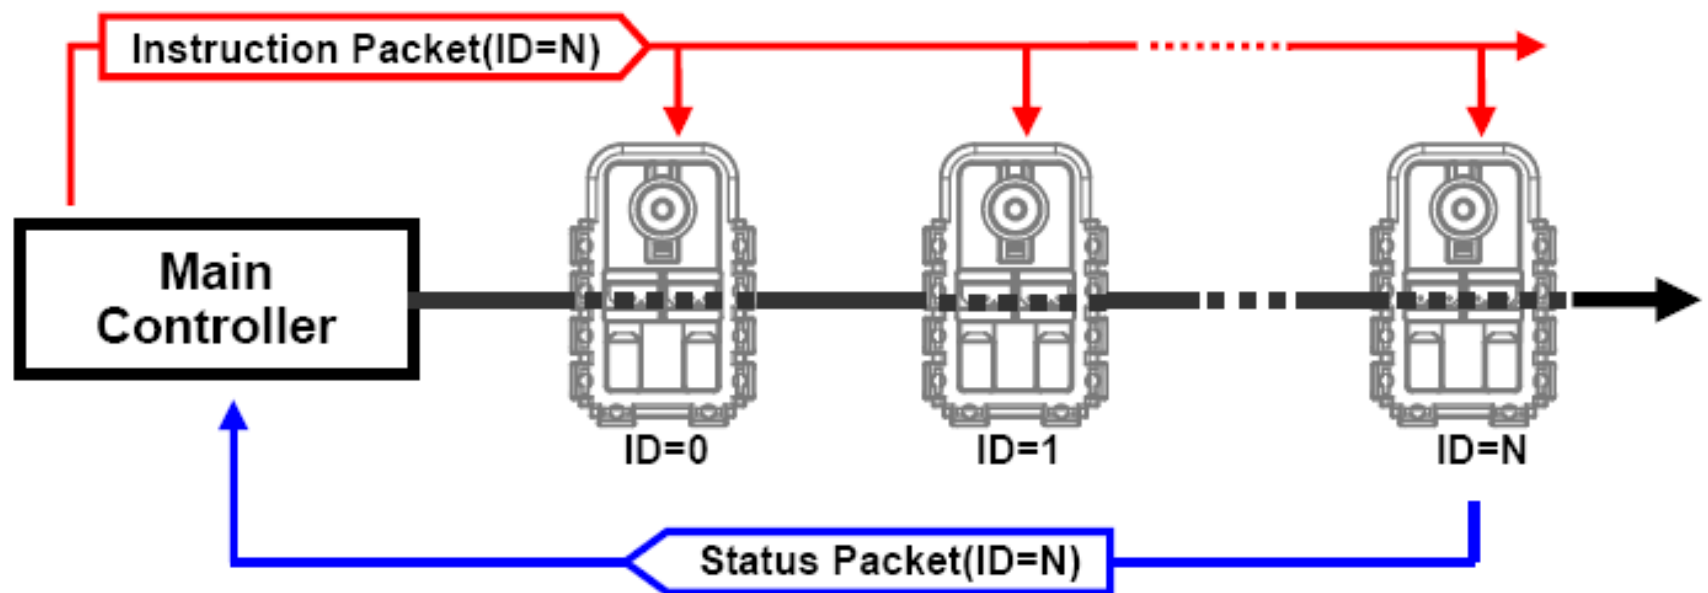 Instruction Packet(ID=N)
Main
Controller
ID=0
ID=1
ID=N
Status Packet(ID=N)